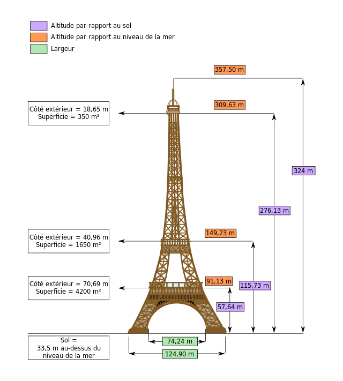 Altitude par rapport au sol
Altitude par rapport au niveau de la mer
Largeur
357.50 m
Côté extérieur = 18,65 m
Superficie = 350 m²
309,63 m
324 m
276.13 m
Côté extérieur = 40,96 m
Superficie = 1650 m²
149,23 m
Côté extérieur = 70,69 m
Superficie = 4200 m²
91,13 m
115,73 m
57,64 m
Sol =
33,5 m au-dessus du
niveau de la mer
74,24 m
124.90 m